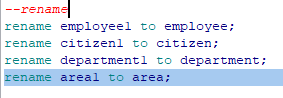 --rename
rename employee1 to employee;
rename citizen1 to citizen;
rename department1 to department;
rename area1 to area;